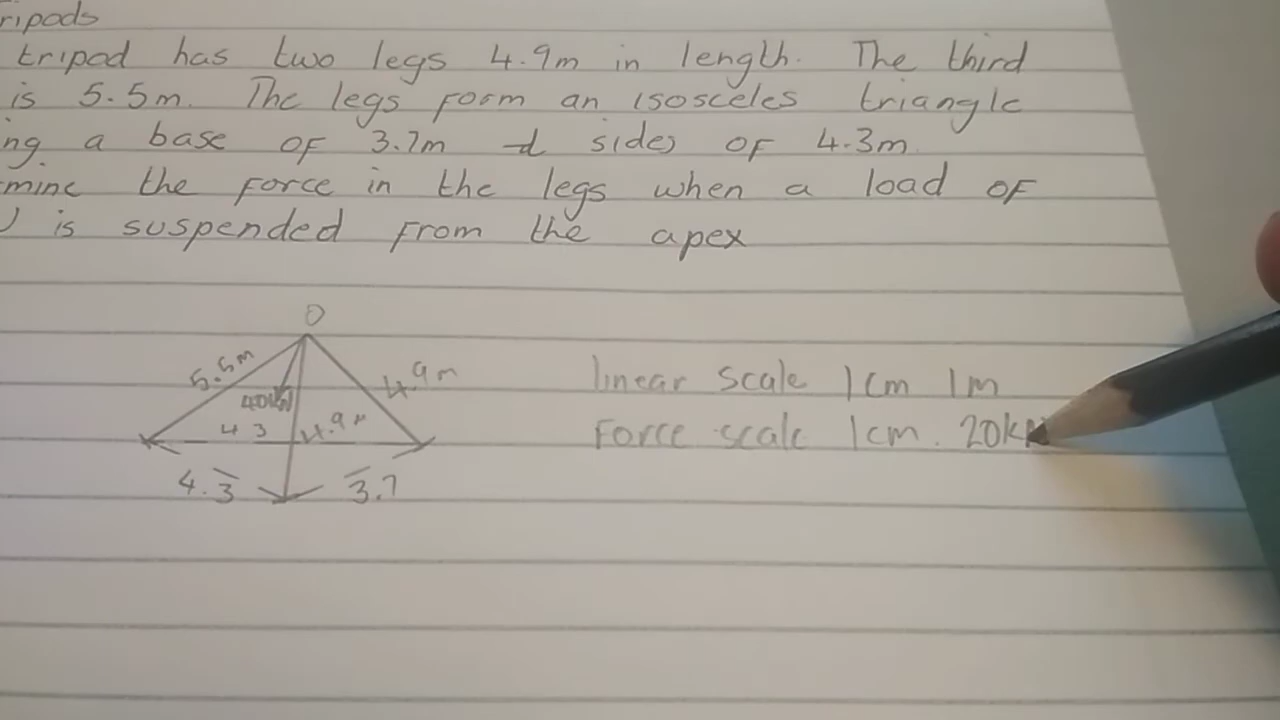 ripods
tripod has two legs 4.9m in length. The third
is 5.5m. The legs form an isosceles triangle
ng a base of 3.7m d sides of 4.3m
mine the force in the legs when a load of
is suspended from the apex
O
5.5m
4.9m
linear scale 1cm 1m
40kN
4.3
4.9m
Force scale 1cm. 20kN
4.3
3.7